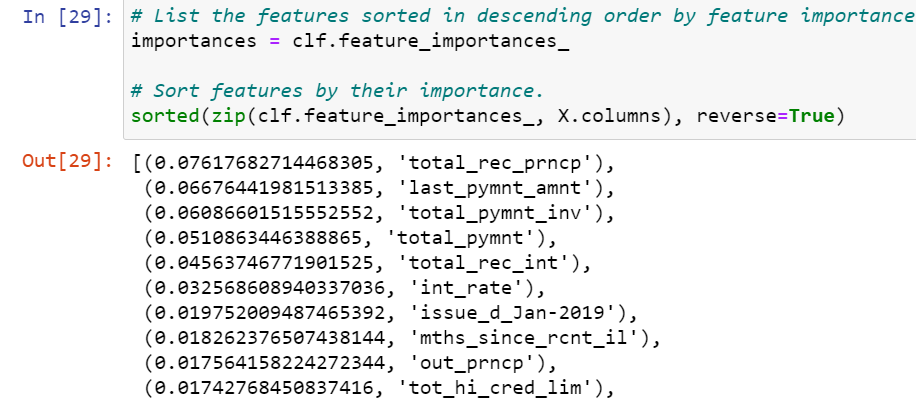 In [29]: # List the features sorted in descending order by feature importance
importances = clf.feature_importances_
# Sort features by their importance.
sorted(zip(clf.feature_importances_, X.columns), reverse=True)
Out[29]: [(0.07617682714468305, 'total_rec_prncp'),
(0.06676441981513385, 'last_pymnt_amnt'),
(0.06086601515552552, 'total_pymnt_inv'),
(0.0510863446388865, 'total_pymnt'),
(0.04563746771901525, 'total_rec_int'),
(0.032568608940337036, 'int_rate'),
(0.019752009487465392, 'issue_d_Jan-2019'),
(0.018262376507438144, 'mths_since_rcnt_il'),
(0.017564158224272344, 'out_prncp'),
(0.01742768450837416, 'tot_hi_cred_lim'),